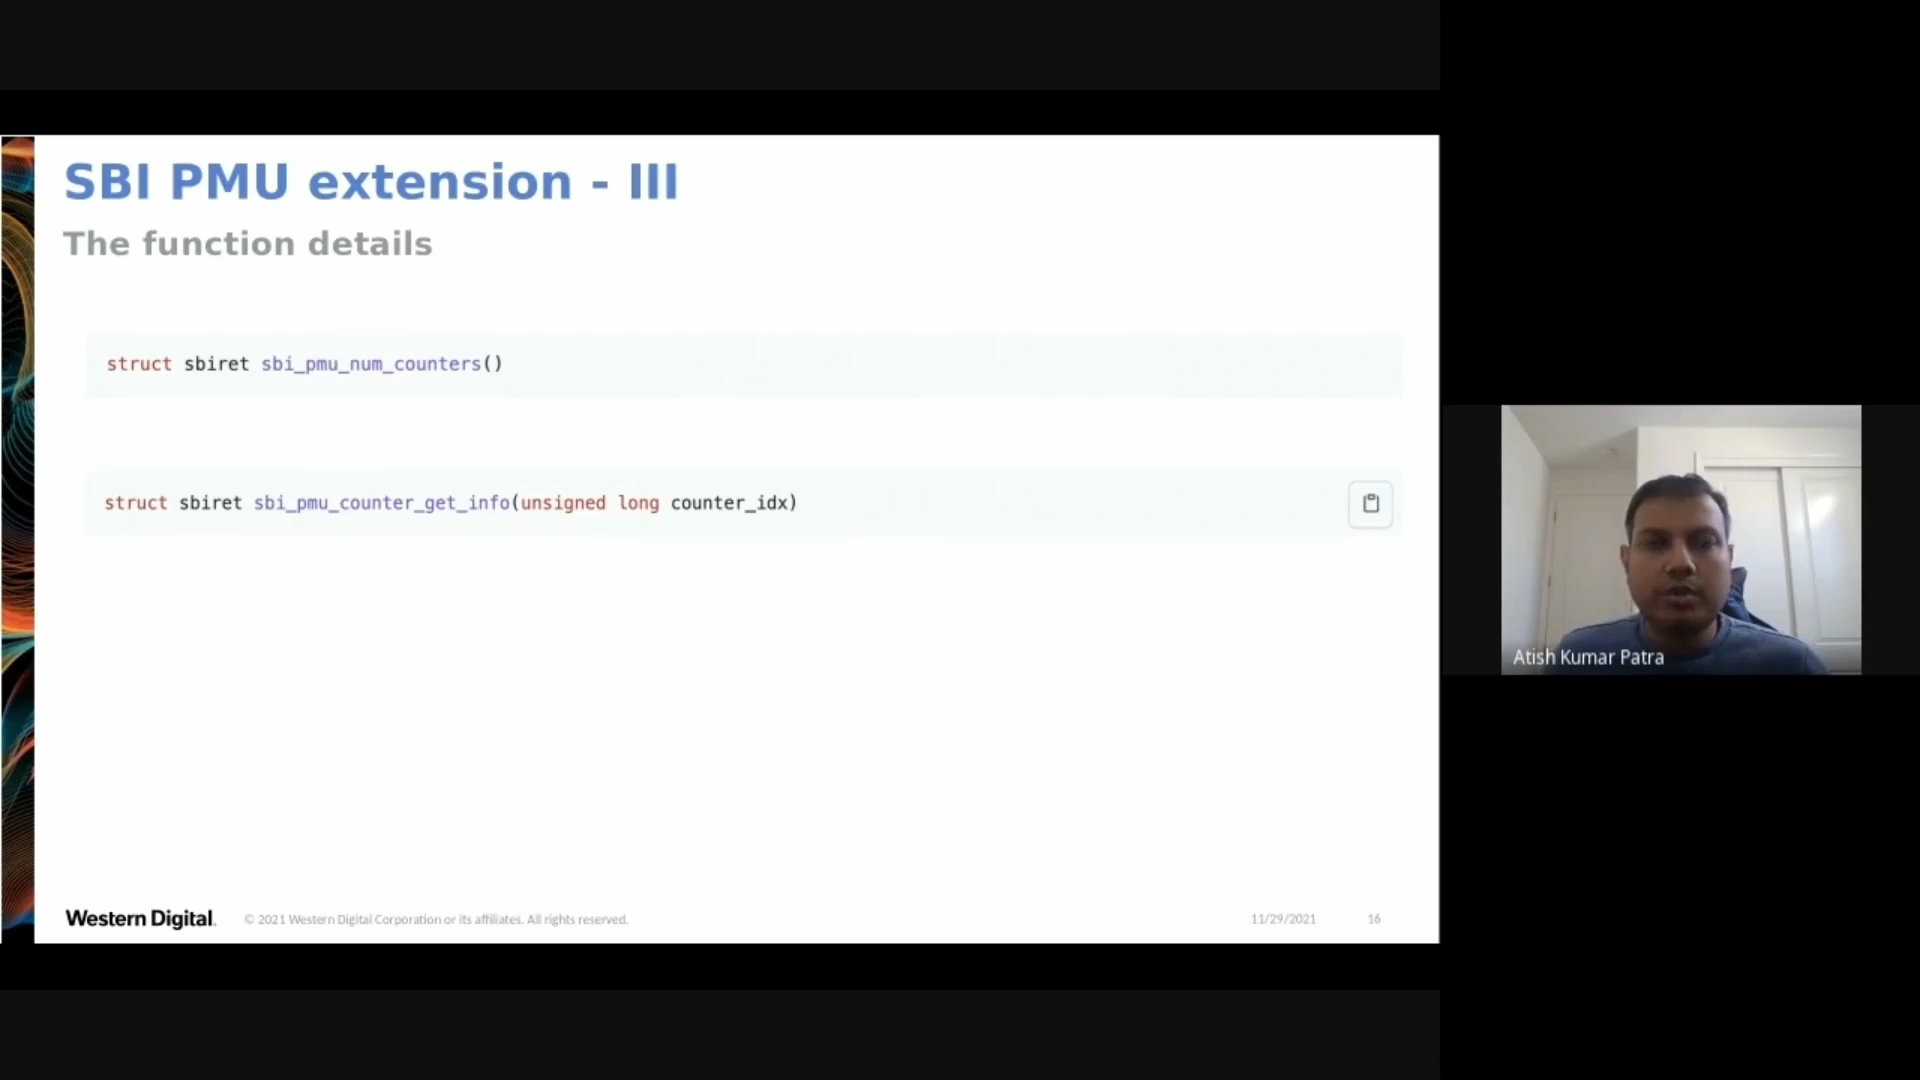 SBI PMU extension - III
The function details
struct sbiret sbi_pmu_num_counters()
struct sbiret sbi_pmu_counter_get_info(unsigned long counter_idx)
Atish Kumar Patra
Western Digital.
© 2021 Western Digital Corporation or its affiliates. All rights reserved.
11/29/2021
16